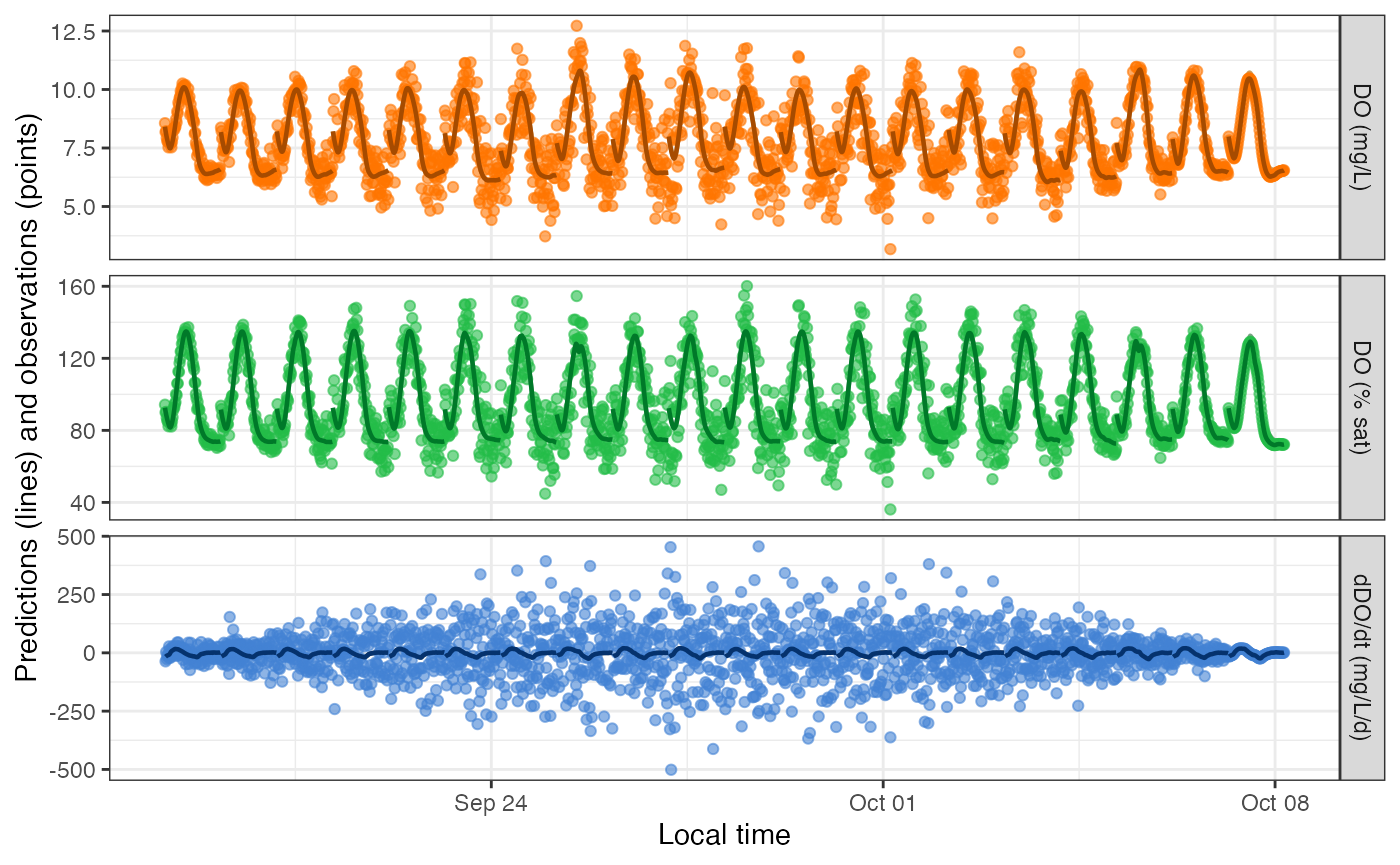 Predictions (lines) and observations (points)
12.5
10.0
7.5
5.0
DO (mg/L)
160
120
80
40
DO (% sat)
500
250
0
-250
-500
dDO/dt (mg/L/d)
Sep 24
Oct 01
Oct 08
Local time